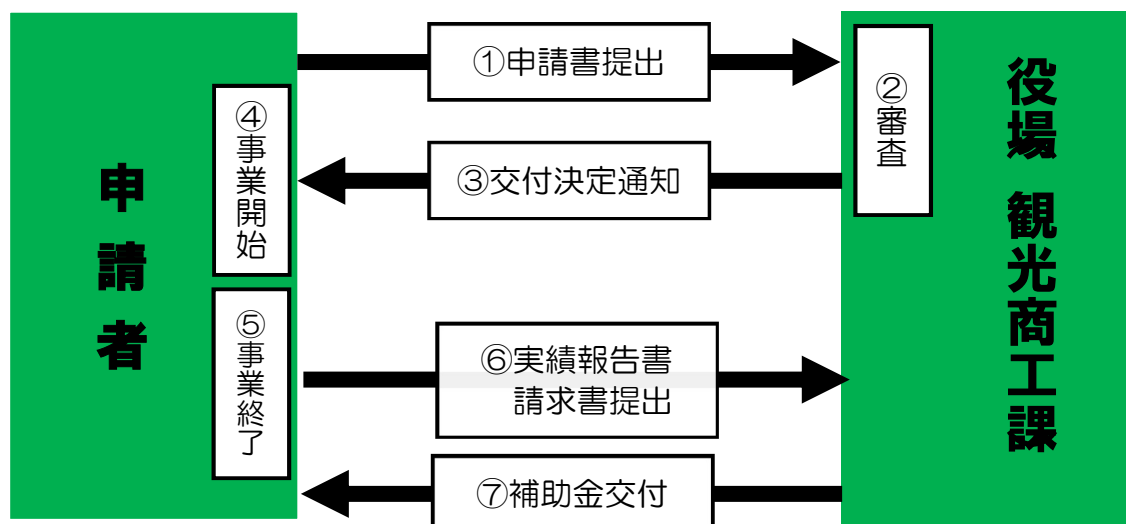 申請者
①申請書提出
②審査
③交付決定通知
④事業開始
⑤事業終了
⑥実績報告書
請求書提出
⑦補助金交付
役場 観光商工課